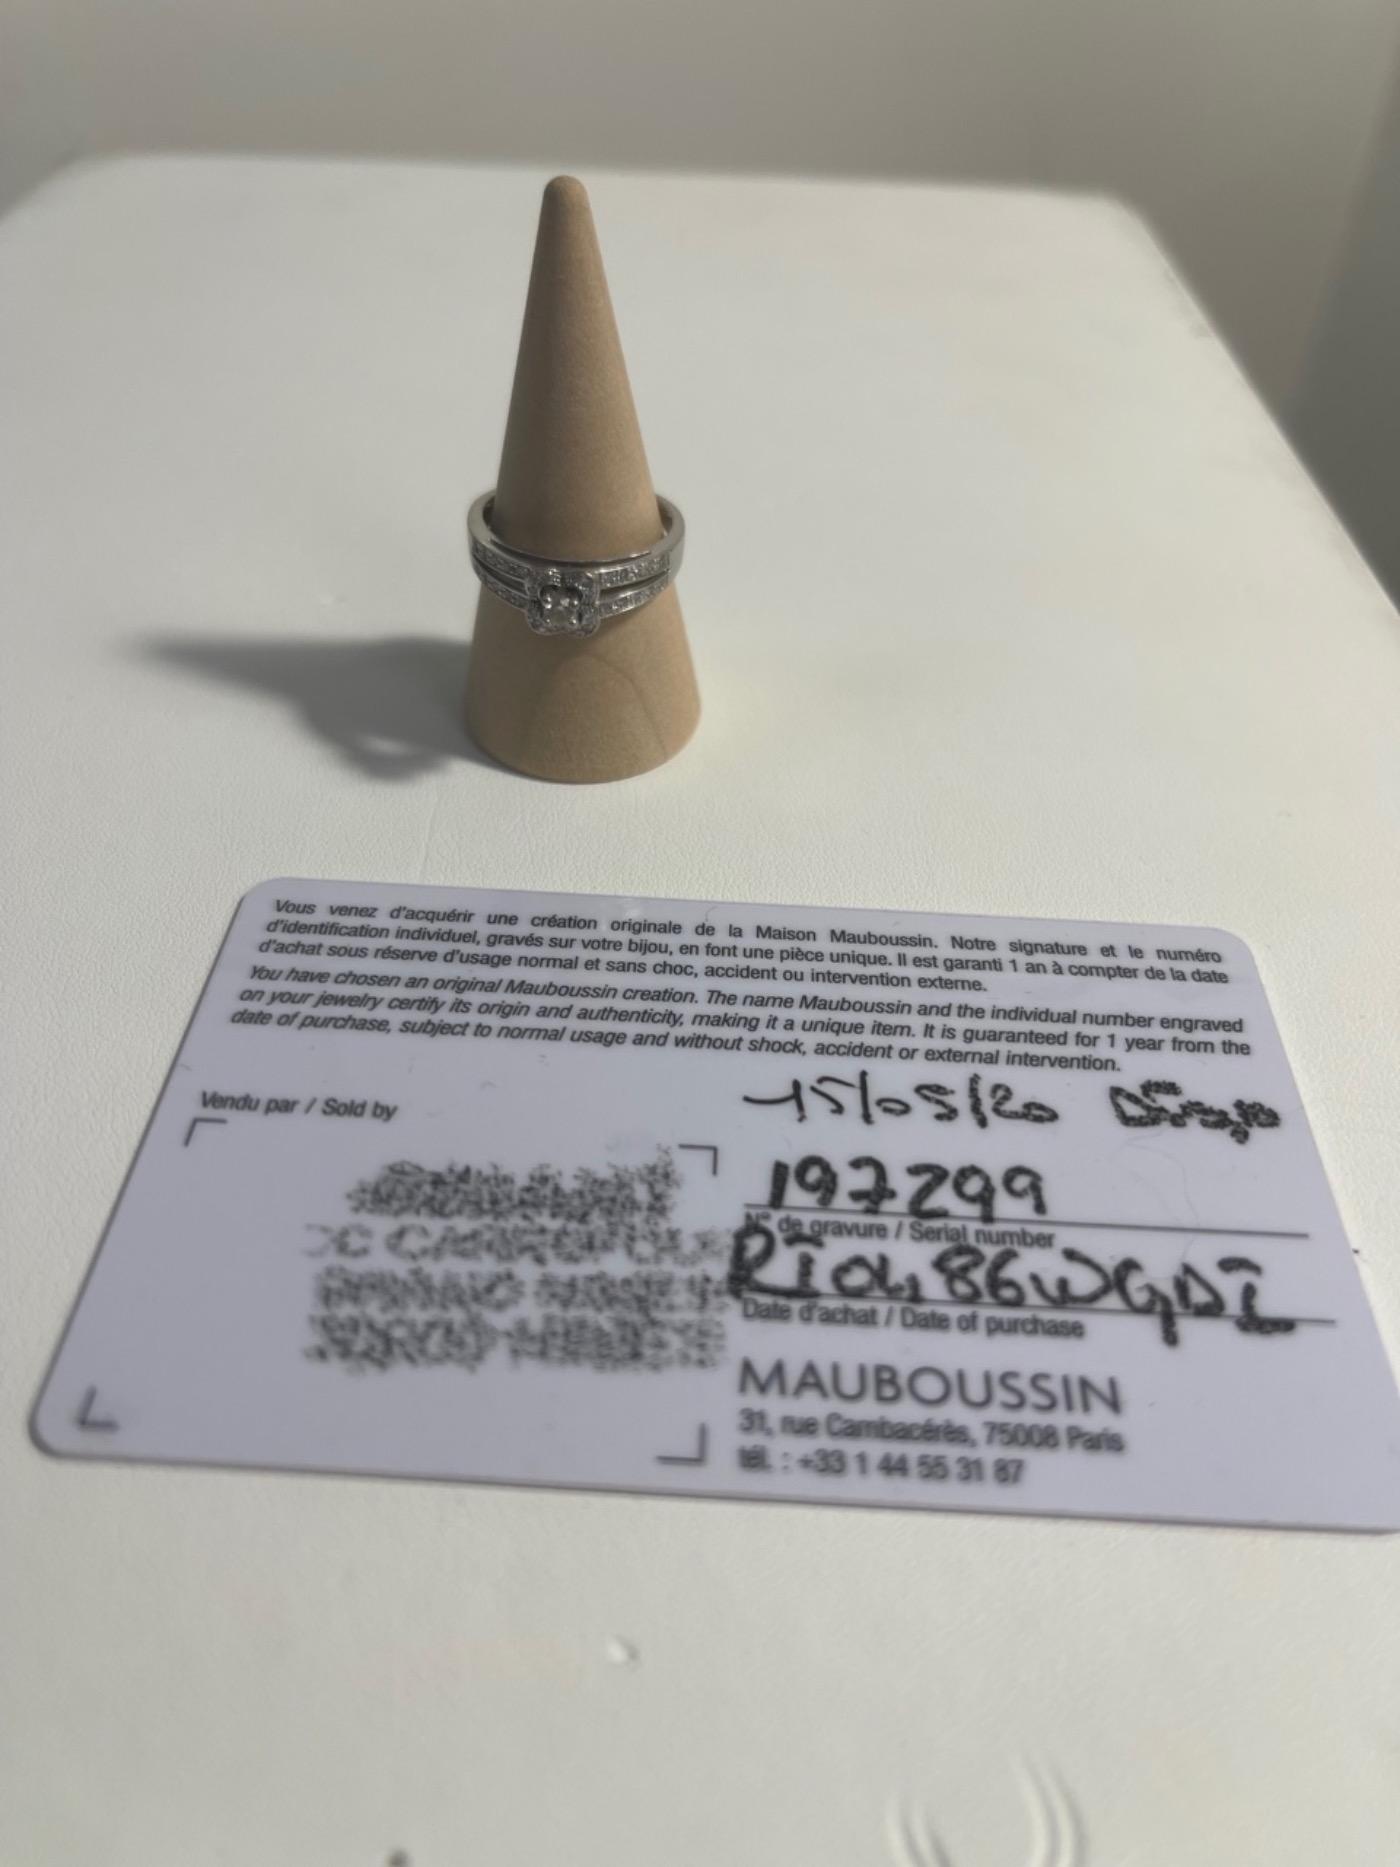 Vous venez d'acquérir une création originale de la Maison Mauboussin. Notre signature et le numéro
d'identification individuel, gravés sur votre bijou, en font une pièce unique. Il est garanti 1 an à compter de la date
d'achat sous réserve d'usage normal et sans choc, accident ou intervention externe.
You have chosen an original Mauboussin creation. The name Mauboussin and the individual number engraved
on your jewelry certify its origin and authenticity, making it a unique item. It is guaranteed for 1 year from the
date of purchase, subject to normal usage and without shock, accident or external intervention.
Vendu par / Sold by
15/05/20
197299
N° de gravure / Serial number
86WGDI
Date d'achat / Date of purchase
MAUBOUSSIN
31, rue Cambacérès, 75008 Paris
tél. : +33 1 44 55 31 87